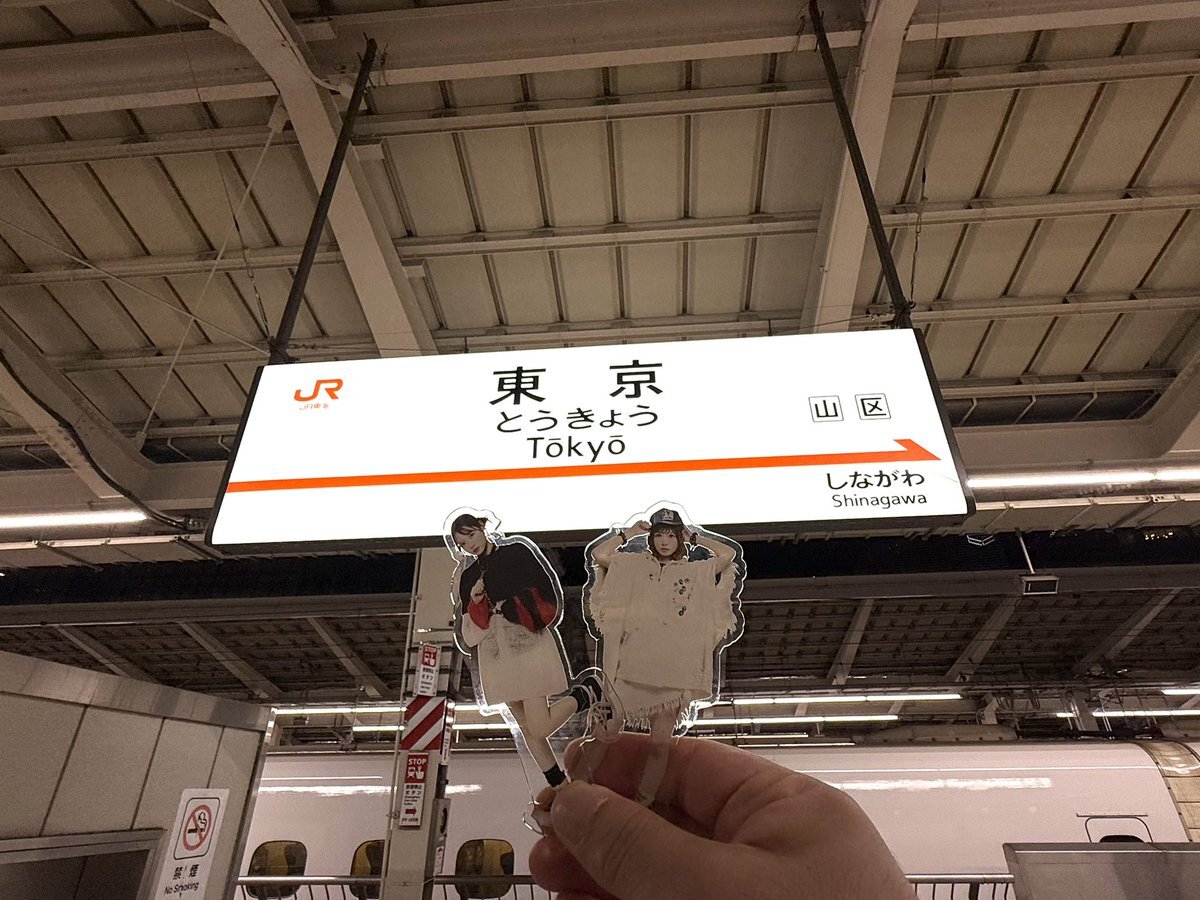 JR
JR東海
東京
とうきょう
Tōkyō
山 区
しながわ
Shinagawa
STOP
STOP
禁煙
No Smoking